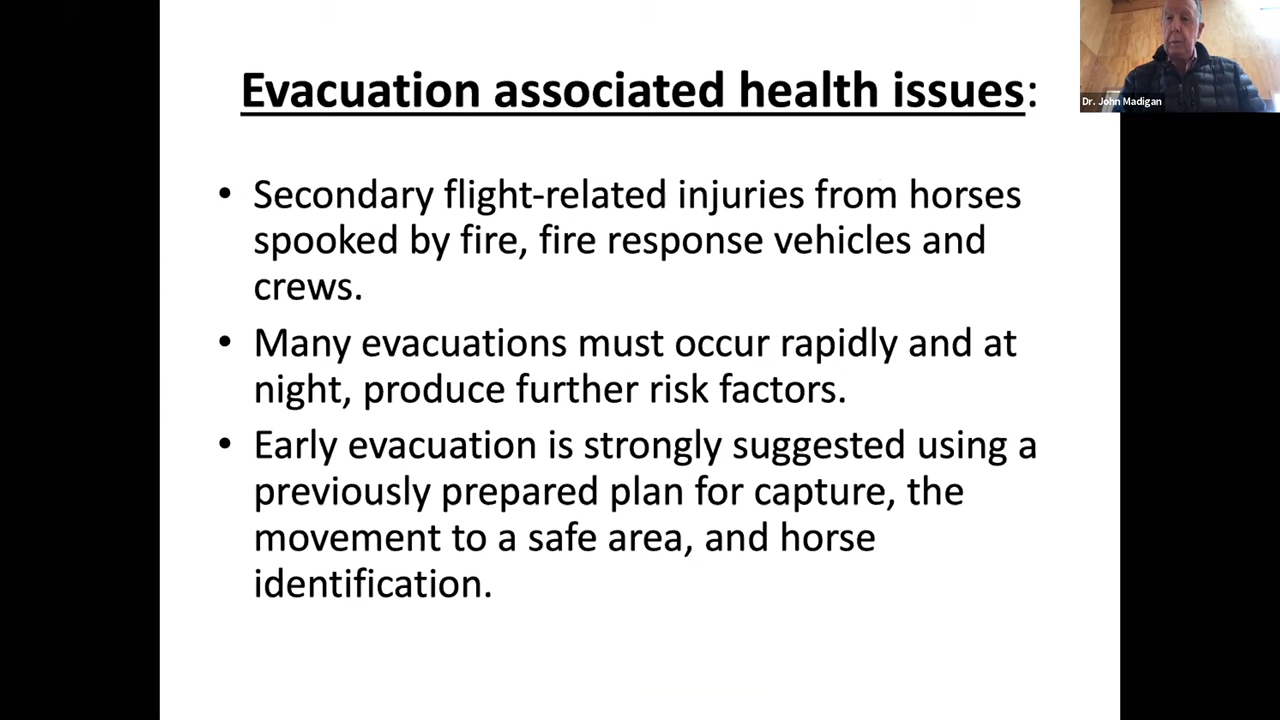 Evacuation associated health issues:
Dr. John Madigan
• Secondary flight-related injuries from horses
spooked by fire, fire response vehicles and
crews.
• Many evacuations must occur rapidly and at
night, produce further risk factors.
• Early evacuation is strongly suggested using a
previously prepared plan for capture, the
movement to a safe area, and horse
identification.